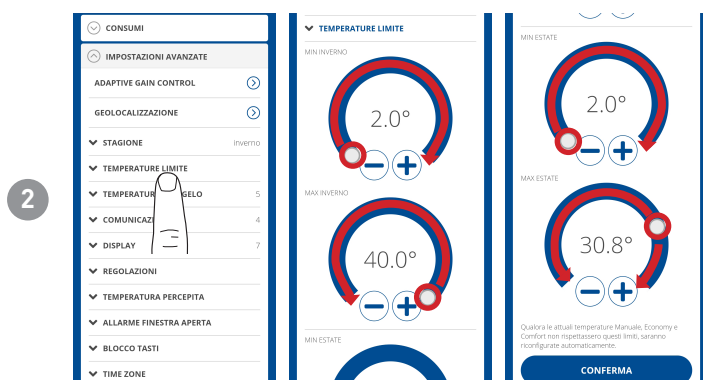 2
CONSUMI
IMPOSTAZIONI AVANZATE
ADAPTIVE GAIN CONTROL
GEOLOCALIZZAZIONE
STAGIONE Inverno
TEMPERATURE LIMITE
TEMPERATUR GELO 5
COMUNICAZI 4
DISPLAY 7
REGOLAZIONI
TEMPERATURA PERCEPITA
ALLARME FINESTRA APERTA
BLOCCO TASTI
TIME ZONE
TEMPERATURE LIMITE
MIN INVERNO
2.0°
MAX INVERNO
40.0°
MIN ESTATE
MIN ESTATE
2.0°
MAX ESTATE
30.8°
Qualora le attuali temperature Manuale, Economy e
Comfort non rispettassero questi limiti, saranno
riconfigurate automaticamente.
CONFERMA